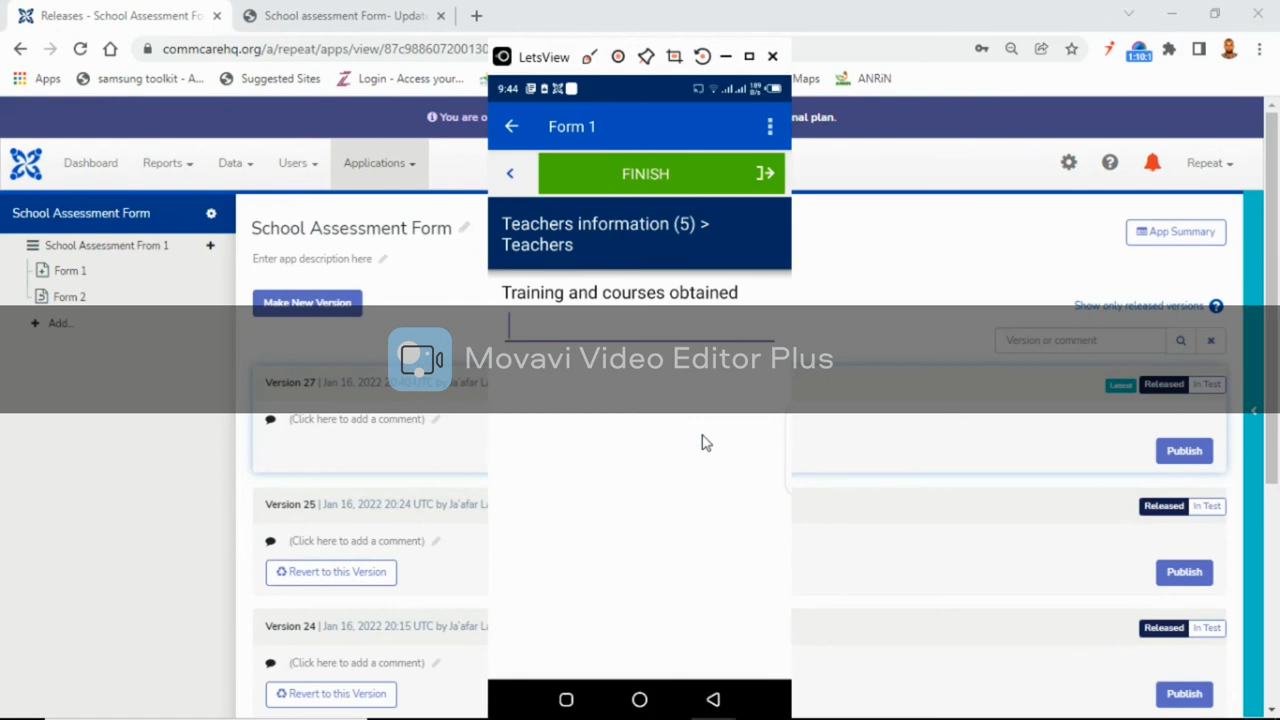 Releases - School Assessment Fo
School assessment Form- Updat
commcarehq.org/a/repeat/apps/view/87c988607200130
1:10:1
Apps
samsung toolkit - A...
Suggested Sites
Login - Access your...
Maps
ANRiN
LetsView
9:44
189
B/s
You are o
nal plan.
Form 1
Dashboard
Reports
Data
Users
Applications
Repeat
FINISH
School Assessment Form
School Assessment From 1
Form 1
Form 2
Add...
School Assessment Form
Enter app description here
App Summary
Teachers information (5) >
Teachers
Make New Version
Training and courses obtained
Show only released versions
Version or comment
Movavi Video Editor Plus
Version 27 | Jan 16, 2022
Latest
Released
In Test
(Click here to add a comment)
Publish
Version 25 | Jan 16, 2022 20:24 UTC by Ja'afar L
Released
In Test
(Click here to add a comment)
Revert to this Version
Publish
Version 24 | Jan 16, 2022 20:15 UTC by Ja'afar L
Released
In Test
(Click here to add a comment)
Revert to this Version
Publish